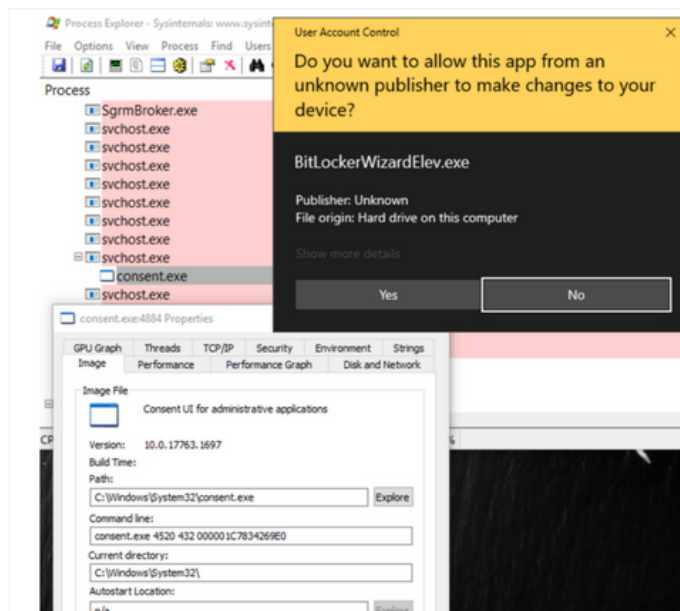 Process Explorer - Sysinternals: www.sysint
File Options View Process Find Users
Process
SgrmBroker.exe
svchost.exe
svchost.exe
svchost.exe
svchost.exe
svchost.exe
svchost.exe
svchost.exe
svchost.exe
consent.exe
svchost.exe
User Account Control
Do you want to allow this app from an
unknown publisher to make changes to your
device?
BitLockerWizardElev.exe
Publisher: Unknown
File origin: Hard drive on this computer
Show more details
Yes No
consent.exe:4884 Properties
GPU Graph Threads TCP/IP Security Environment Strings
Image Performance Performance Graph Disk and Network
Image File
Consent UI for administrative applications
Version: 10.0.17763.1697
Build Time:
Path:
C:\Windows\System32\consent.exe Explore
Command line:
consent.exe 4520 432 000001C7834269E0
Current directory:
C:\Windows\System32\
Autostart Location:
n/a Explore
CP
%